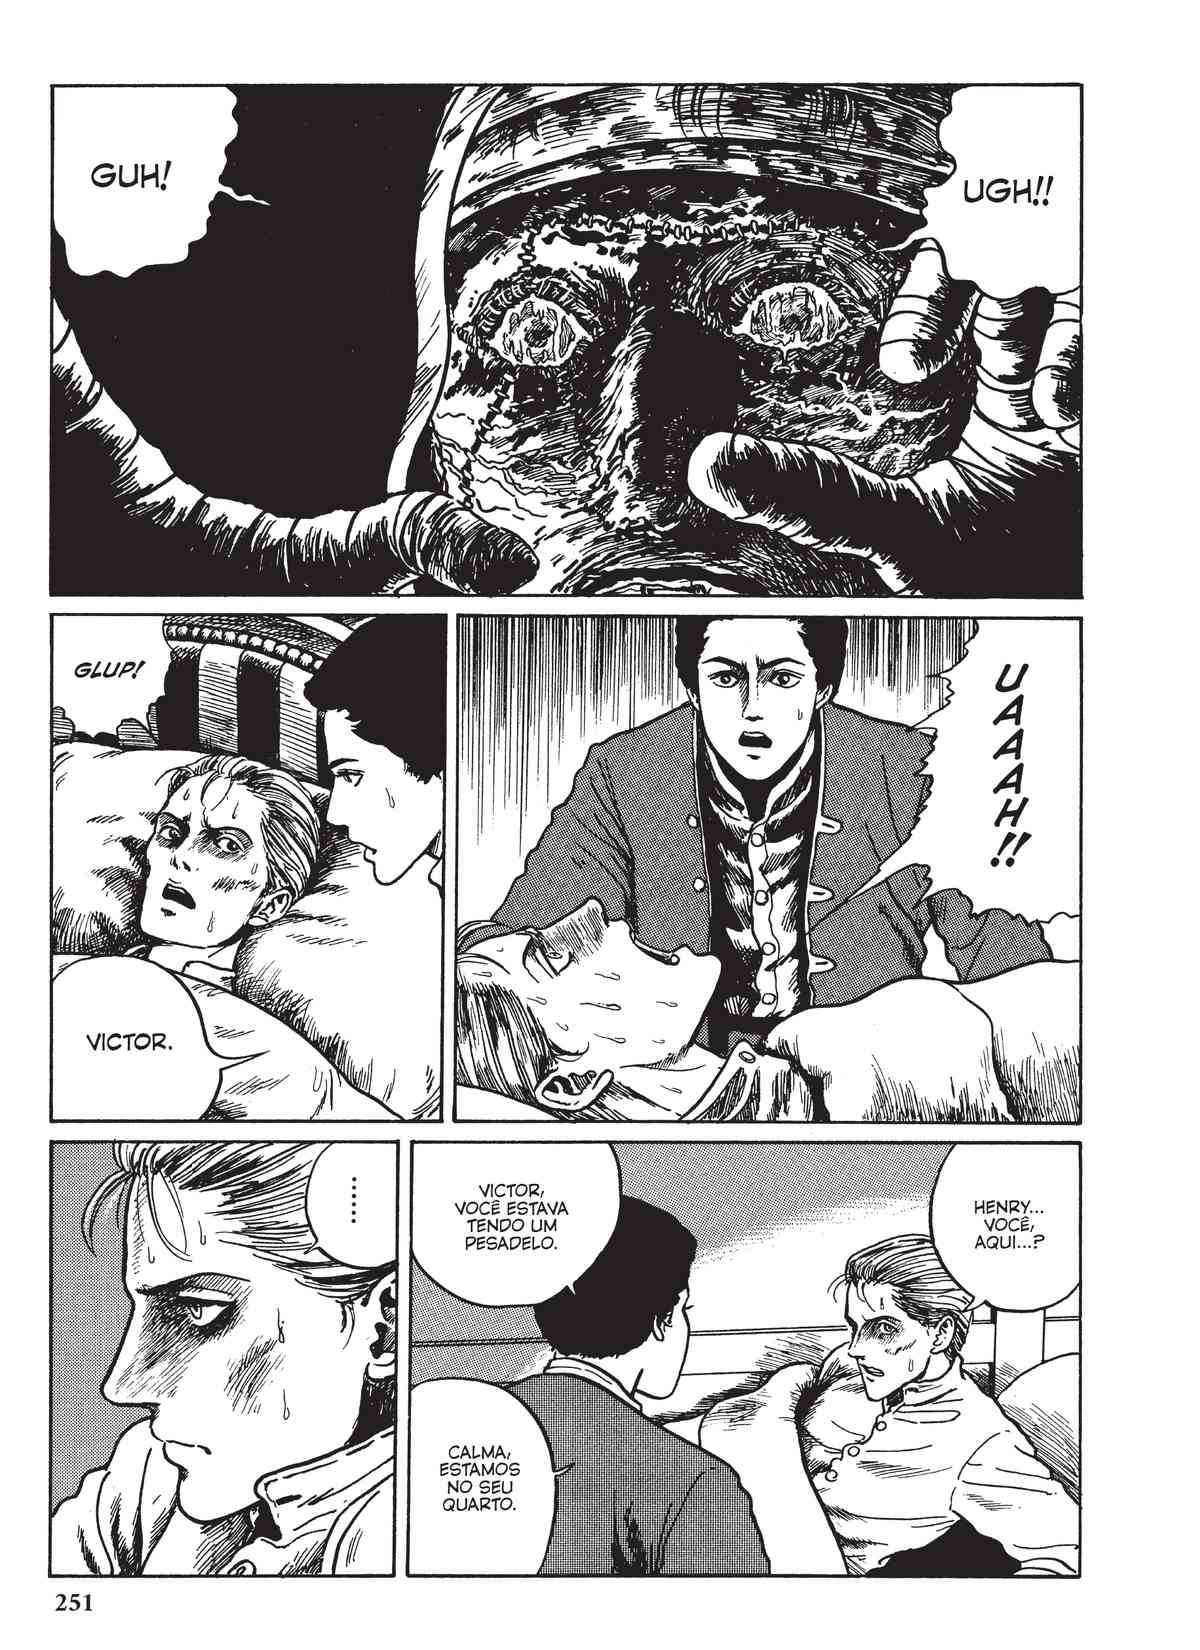 UGH!!
GUH!
UAAAH!!
GLUP!
VICTOR.
HENRY...
VOCÊ,
AQUI...?
VICTOR,
VOCÊ ESTAVA
TENDO UM
PESADELO.
CALMA,
ESTAMOS
NO SEU
QUARTO.
......
251